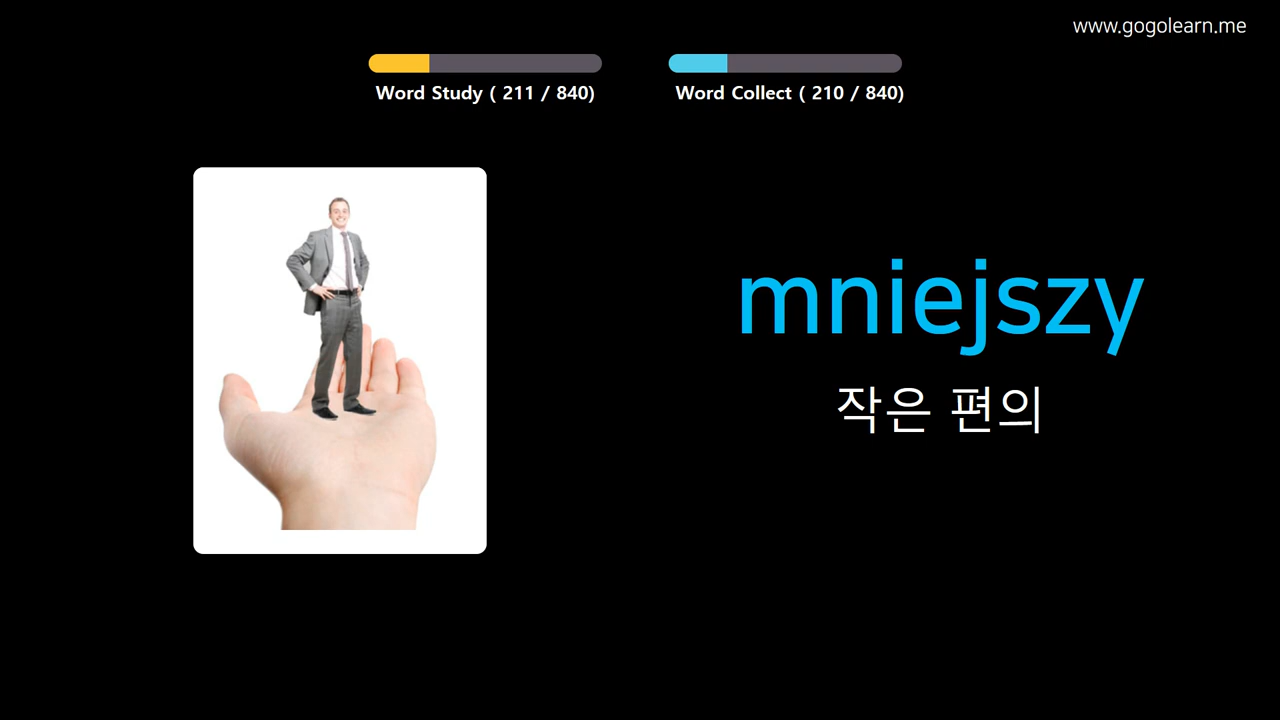 www.gogolearn.me
Word Study ( 211 / 840)
Word Collect ( 210 / 840)
mniejszy
작은 편의